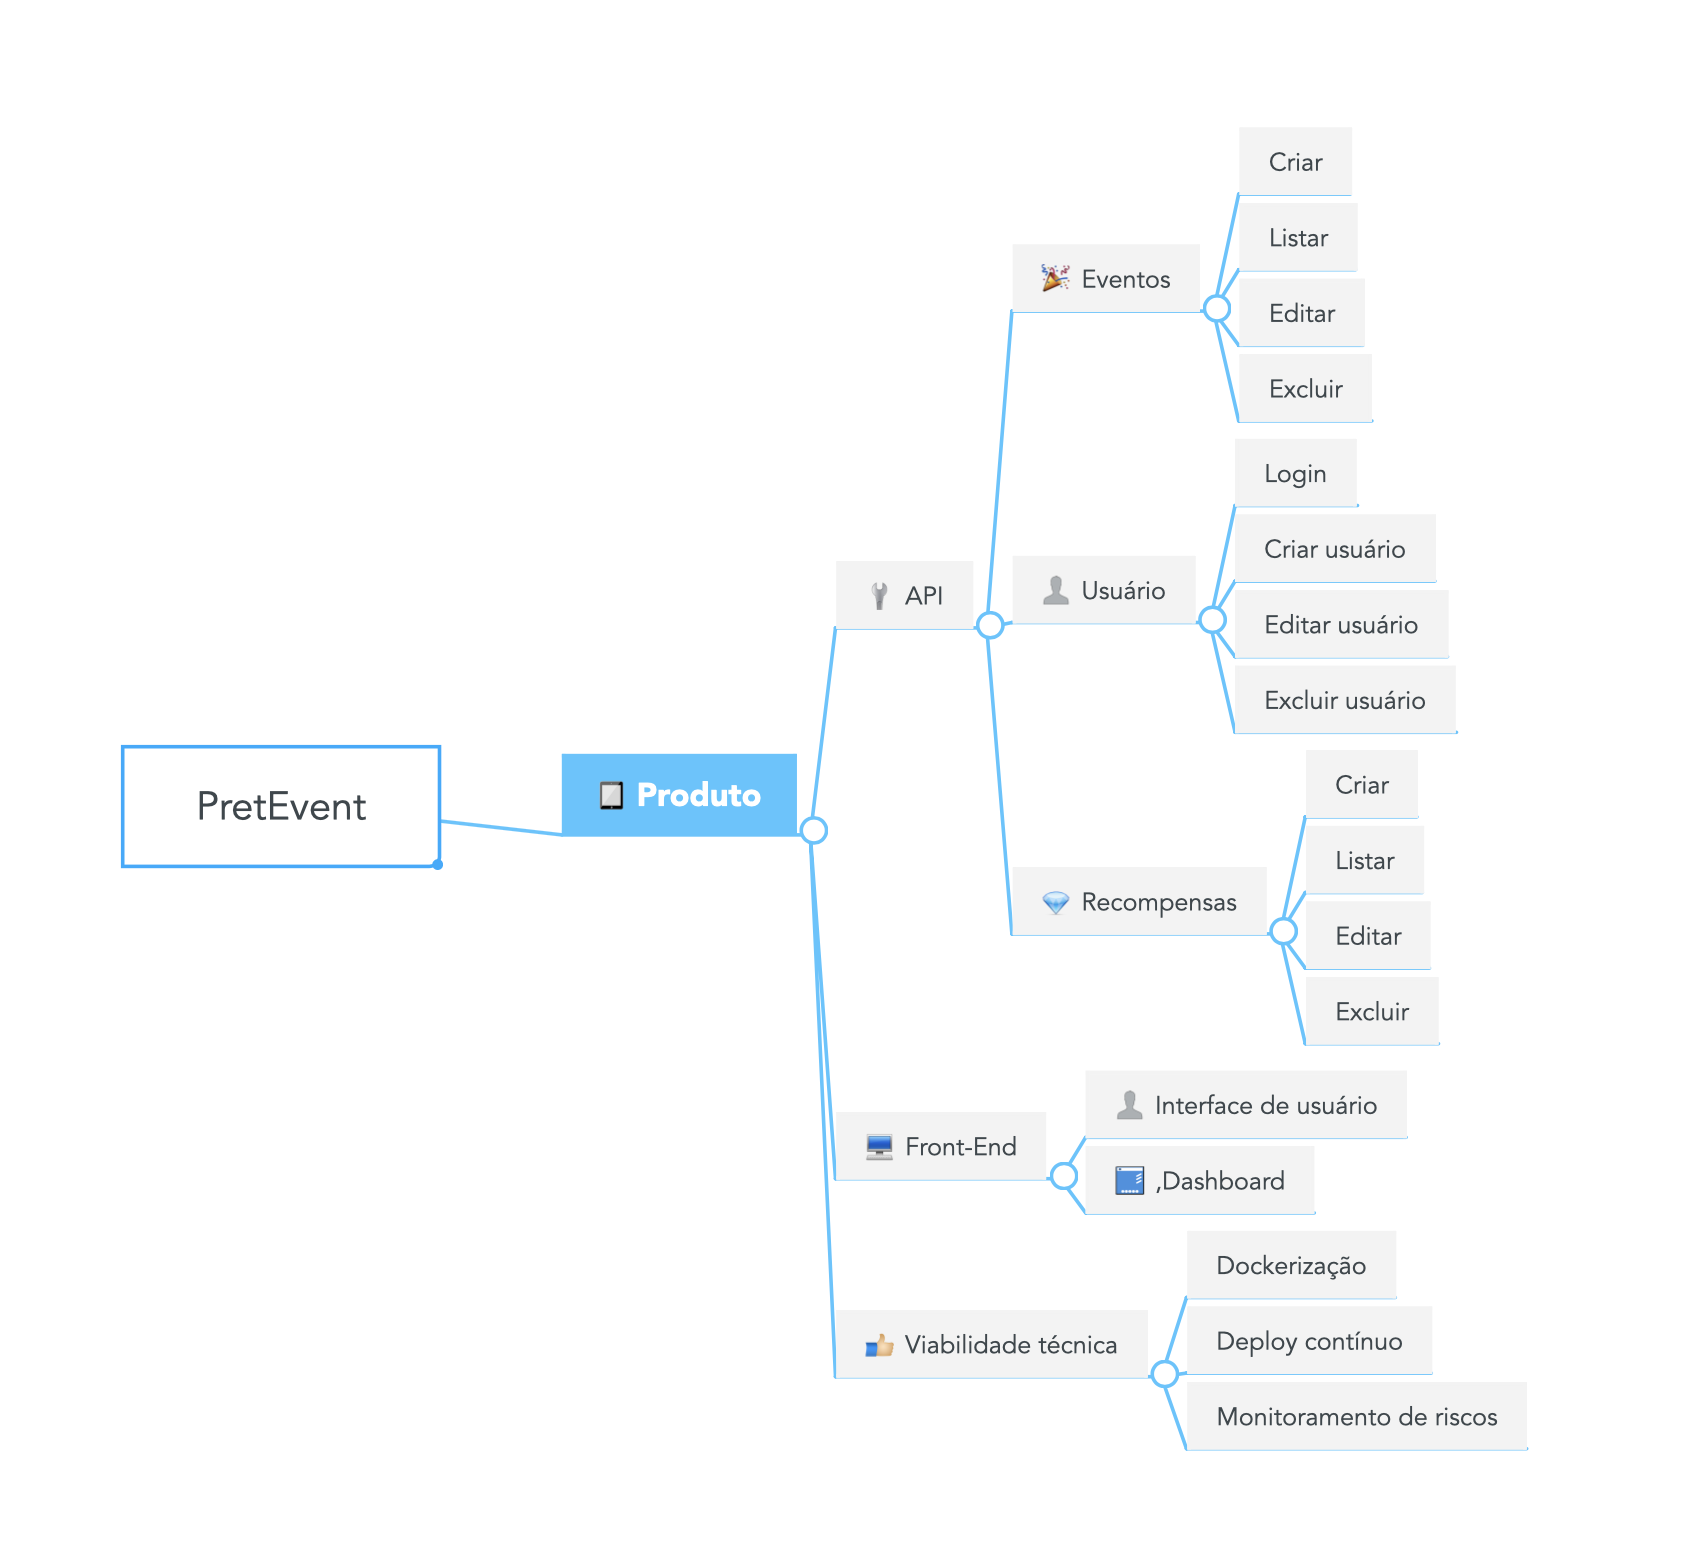 PretEvent
Produto
API
Eventos
Criar
Listar
Editar
Excluir
Usuário
Login
Criar usuário
Editar usuário
Excluir usuário
Recompensas
Criar
Listar
Editar
Excluir
Front-End
Interface de usuário
,Dashboard
Viabilidade técnica
Dockerização
Deploy contínuo
Monitoramento de riscos